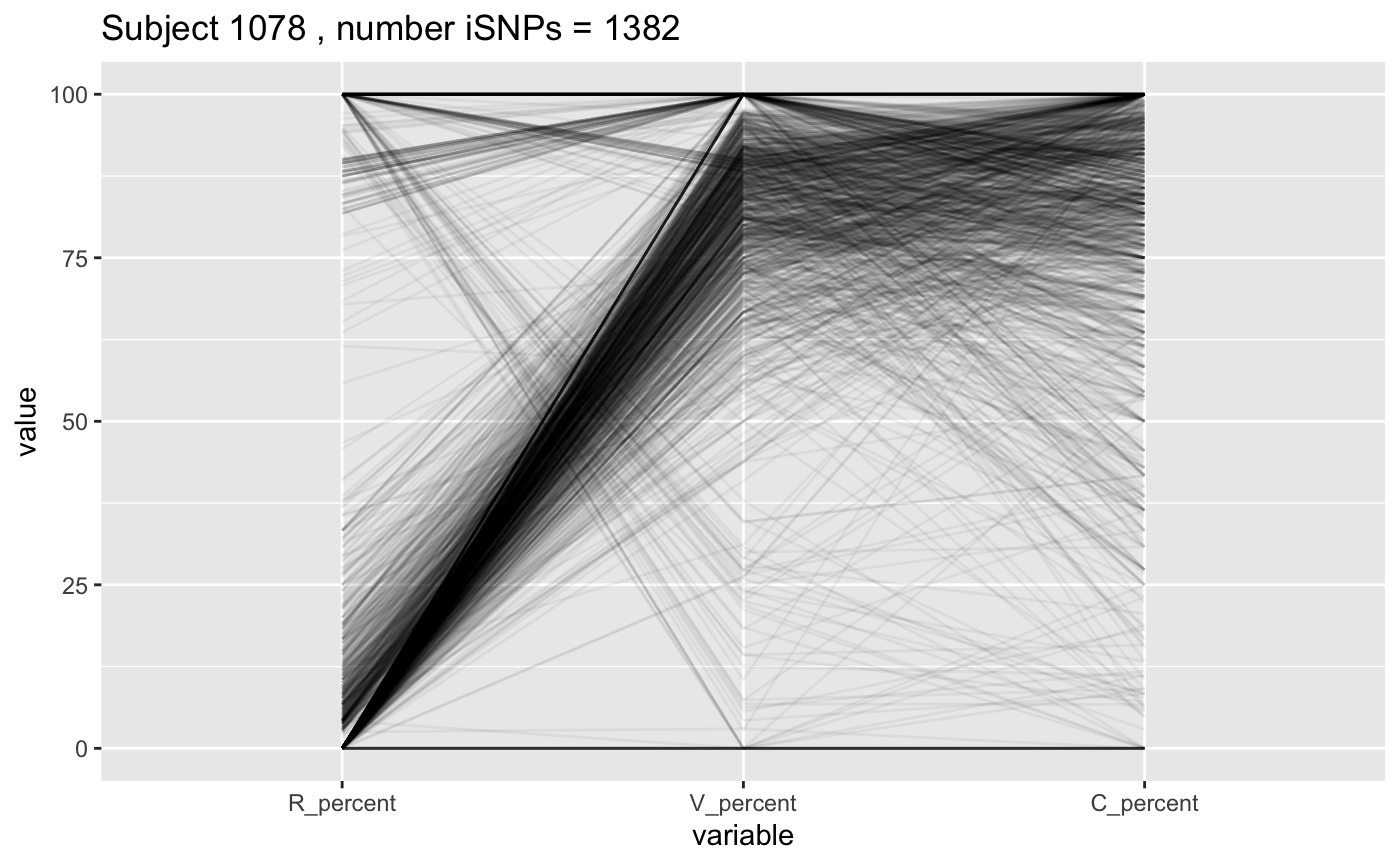 Subject 1078 , number iSNPs = 1382
100
75
50
25
0
value
R_percent
V_percent
C_percent
variable